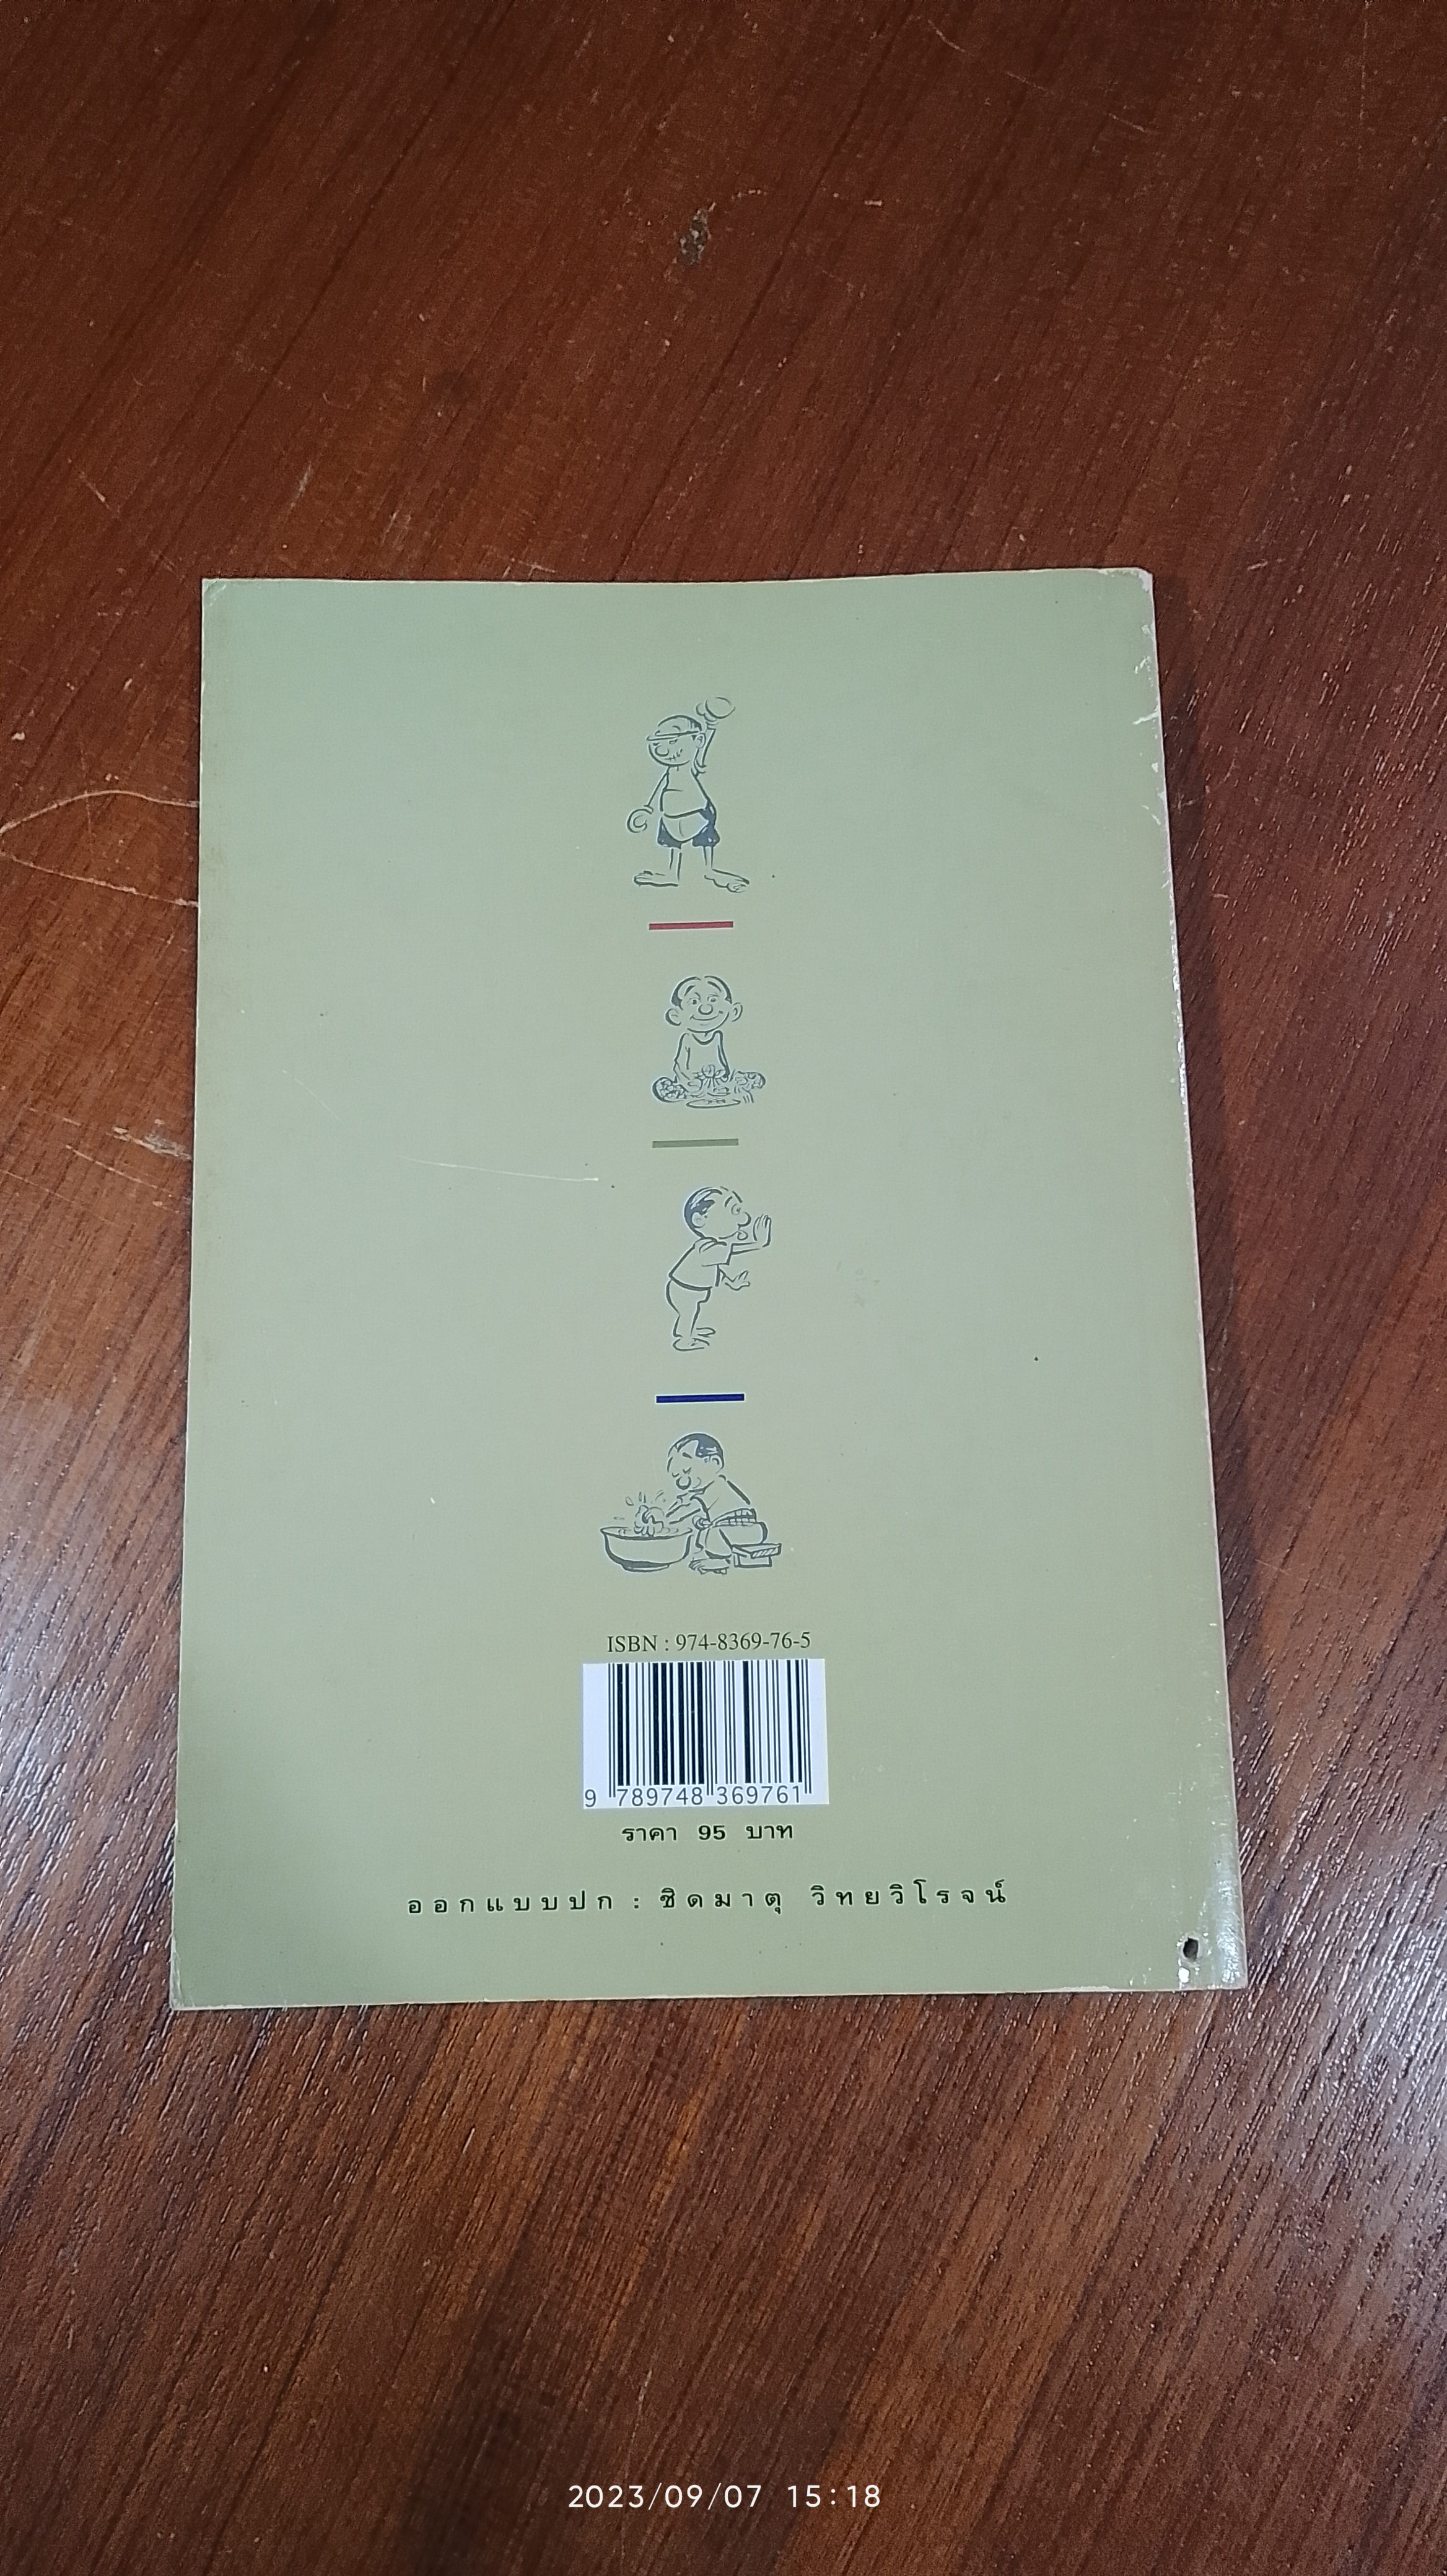 ISBN : 974-8369-76-5
9 789748 369761
ราคา 95 บาท
ออกแบบปก : ชิดมาตุ วิทยวิโรจน์
2023/09/07 15:18